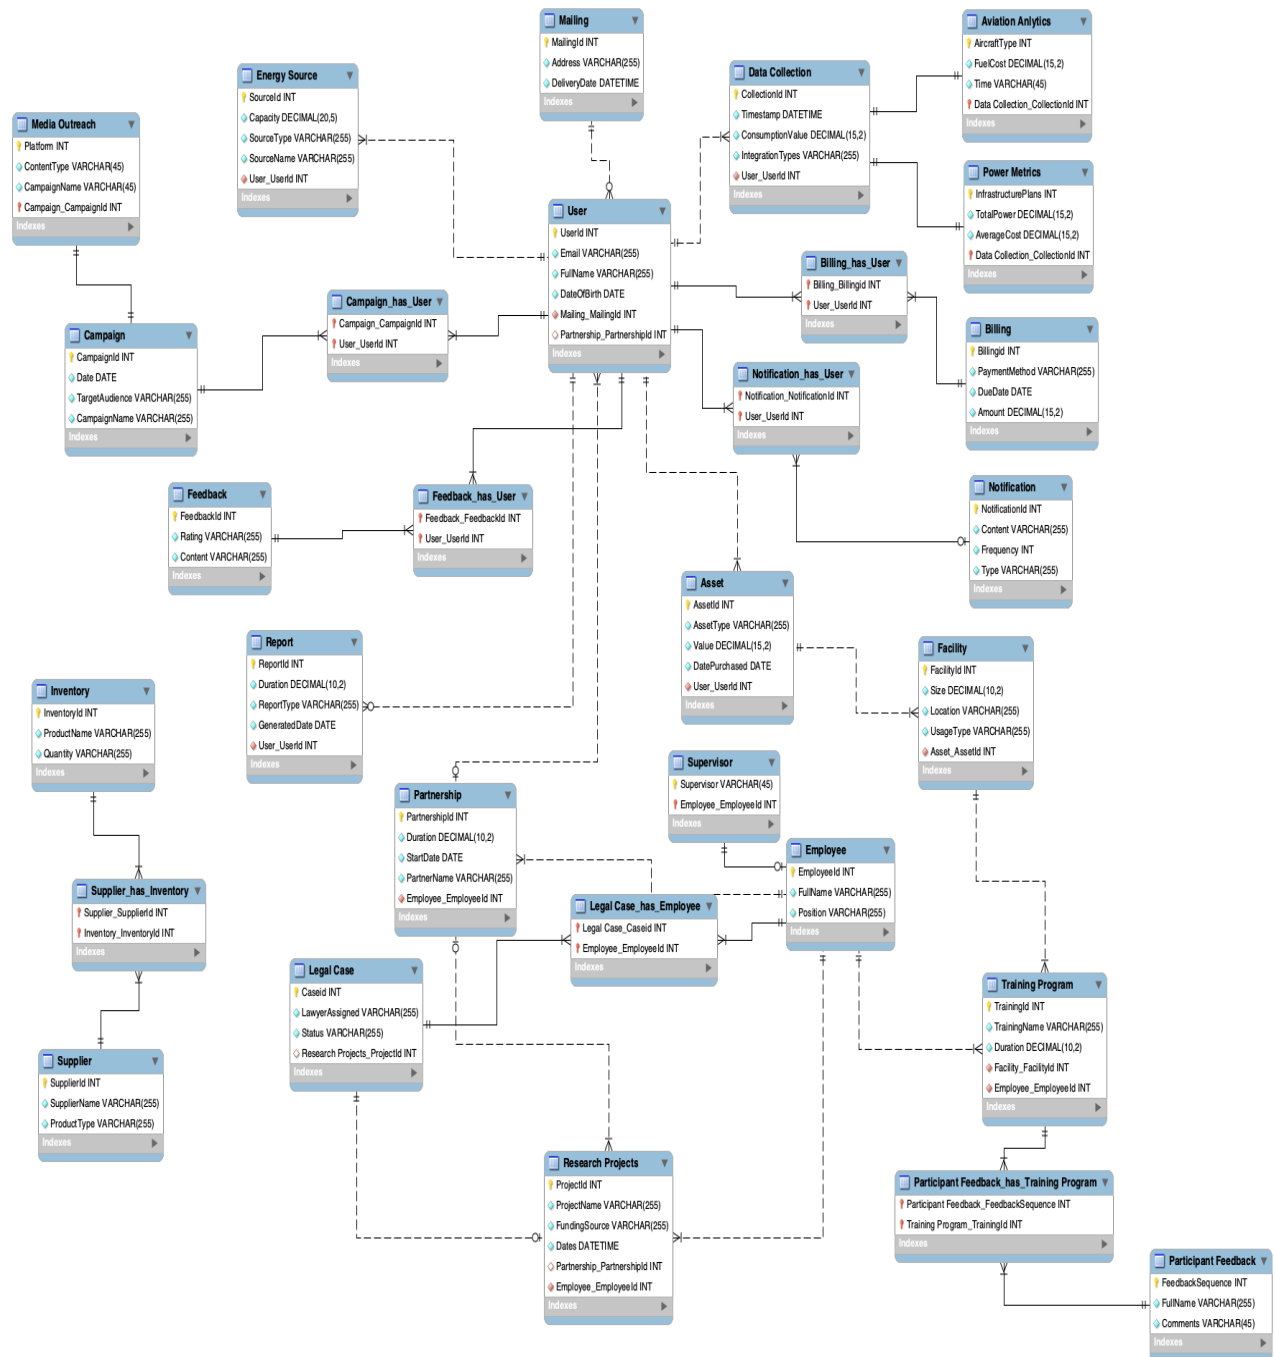 Mailing
MailingId INT
Address VARCHAR(255)
DeliveryDate DATETIME
Indexes
Aviation Anlytics
AircraftType INT
FuelCost DECIMAL(15,2)
Time VARCHAR(45)
Data Collection_CollectionId INT
Indexes
Energy Source
SourceId INT
Capacity DECIMAL(20,5)
SourceType VARCHAR(255)
SourceName VARCHAR(255)
User_UserId INT
Indexes
Data Collection
CollectionId INT
Timestamp DATETIME
ConsumptionValue DECIMAL(15,2)
IntegrationTypes VARCHAR(255)
User_UserId INT
Indexes
Media Outreach
Platform INT
ContentType VARCHAR(45)
CampaignName VARCHAR(45)
Campaign_CampaignId INT
Indexes
Power Metrics
InfrastructurePlans INT
TotalPower DECIMAL(15,2)
AverageCost DECIMAL(15,2)
Data Collection_CollectionId INT
Indexes
User
UserId INT
Email VARCHAR(255)
FullName VARCHAR(255)
DateOfBirth DATE
Mailing_MailingId INT
Partnership_PartnershipId INT
Indexes
Billing_has_User
Billing_Billingid INT
User_UserId INT
Indexes
Campaign_has_User
Campaign_CampaignId INT
User_UserId INT
Indexes
Campaign
CampaignId INT
Date DATE
TargetAudience VARCHAR(255)
CampaignName VARCHAR(255)
Indexes
Billing
Billingid INT
PaymentMethod VARCHAR(255)
DueDate DATE
Amount DECIMAL(15,2)
Indexes
Notification_has_User
Notification_NotificationId INT
User_UserId INT
Indexes
Feedback
FeedbackId INT
Rating VARCHAR(255)
Content VARCHAR(255)
Indexes
Feedback_has_User
Feedback_FeedbackId INT
User_UserId INT
Indexes
Notification
NotificationId INT
Content VARCHAR(255)
Frequency INT
Type VARCHAR(255)
Indexes
Asset
AssetId INT
AssetType VARCHAR(255)
Value DECIMAL(15,2)
DatePurchased DATE
User_UserId INT
Indexes
Report
ReportId INT
Duration DECIMAL(10,2)
ReportType VARCHAR(255)
GeneratedDate DATE
User_UserId INT
Indexes
Facility
FacilityId INT
Size DECIMAL(10,2)
Location VARCHAR(255)
UsageType VARCHAR(255)
Asset_AssetId INT
Indexes
Inventory
InventoryId INT
ProductName VARCHAR(255)
Quantity VARCHAR(255)
Indexes
Supervisor
Supervisor VARCHAR(45)
Employee_EmployeeId INT
Indexes
Partnership
PartnershipId INT
Duration DECIMAL(10,2)
StartDate DATE
PartnerName VARCHAR(255)
Employee_EmployeeId INT
Indexes
Employee
EmployeeId INT
FullName VARCHAR(255)
Position VARCHAR(255)
Indexes
Supplier_has_Inventory
Supplier_SupplierId INT
Inventory_InventoryId INT
Indexes
Legal Case_has_Employee
Legal Case_Caseid INT
Employee_EmployeeId INT
Indexes
Legal Case
Caseid INT
LawyerAssigned VARCHAR(255)
Status VARCHAR(255)
Research Projects_ProjectId INT
Indexes
Training Program
TrainingId INT
TrainingName VARCHAR(255)
Duration DECIMAL(10,2)
Facility_FacilityId INT
Employee_EmployeeId INT
Indexes
Supplier
SupplierId INT
SupplierName VARCHAR(255)
ProductType VARCHAR(255)
Indexes
Research Projects
ProjectId INT
ProjectName VARCHAR(255)
FundingSource VARCHAR(255)
Dates DATETIME
Partnership_PartnershipId INT
Employee_EmployeeId INT
Indexes
Participant Feedback_has_Training Program
Participant Feedback_FeedbackSequence INT
Training Program_TrainingId INT
Indexes
Participant Feedback
FeedbackSequence INT
FullName VARCHAR(255)
Comments VARCHAR(45)
Indexes